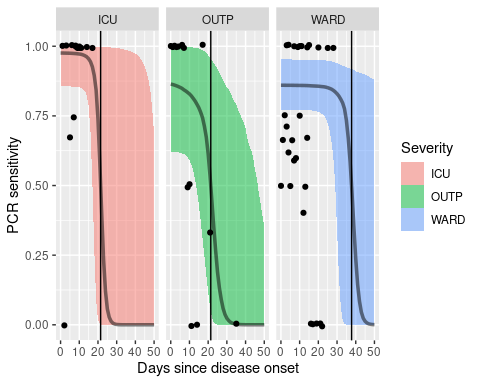 ICU OUTP WARD
1.00
0.75
0.50
0.25
0.00
PCR sensitivity
0 10 20 30 40 50 0 10 20 30 40 50 0 10 20 30 40 50
Days since disease onset
Severity
ICU
OUTP
WARD